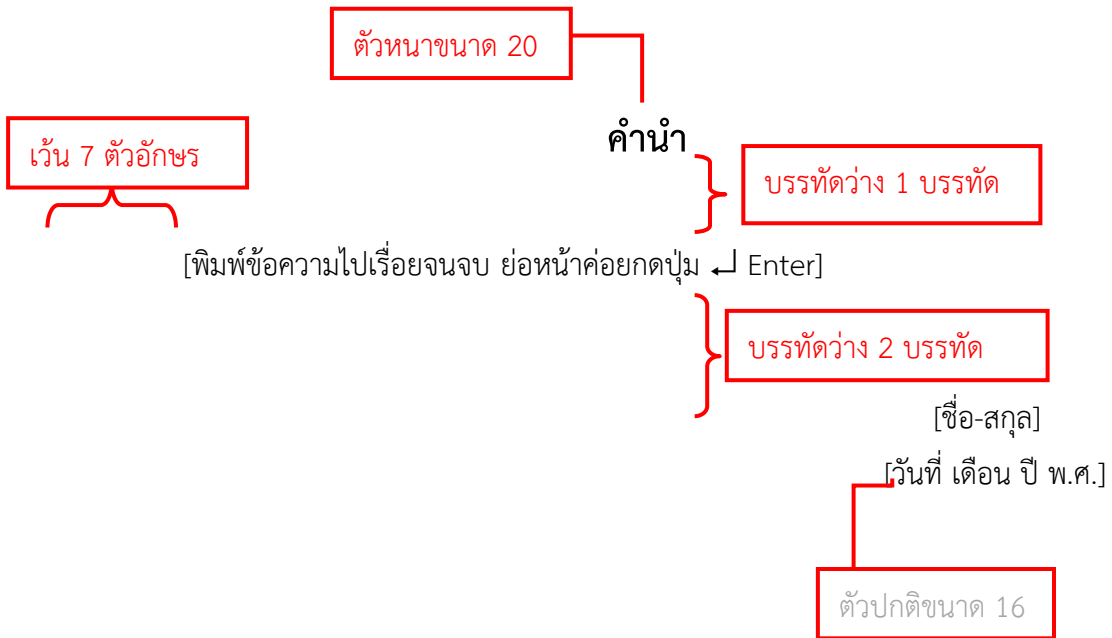 ตัวหนาขนาด 20
คำนำ
เว้น 7 ตัวอักษร
บรรทัดว่าง 1 บรรทัด
[พิมพ์ข้อความไปเรื่อยจนจบ ย่อหน้าค่อยกดปุ่ม ↵ Enter]
บรรทัดว่าง 2 บรรทัด
[ชื่อ-สกุล]
[วันที่ เดือน ปี พ.ศ.]
ตัวปกติขนาด 16